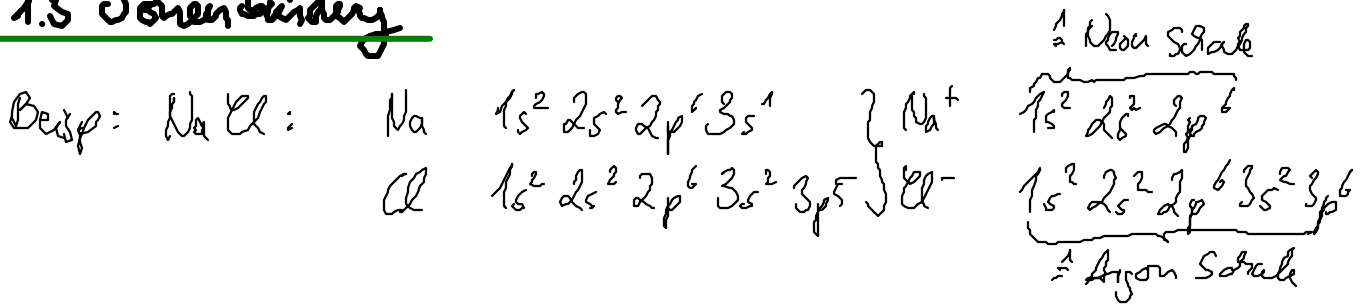 1.3 Ionenbindung
≙ Neon Schale
Beisp: NaCl: Na 1s² 2s² 2p⁶ 3s¹ } Na⁺ 1s² 2s² 2p⁶
Cl 1s² 2s² 2p⁶ 3s² 3p⁵ } Cl⁻ 1s² 2s² 2p⁶ 3s² 3p⁶
≙ Argon Schale